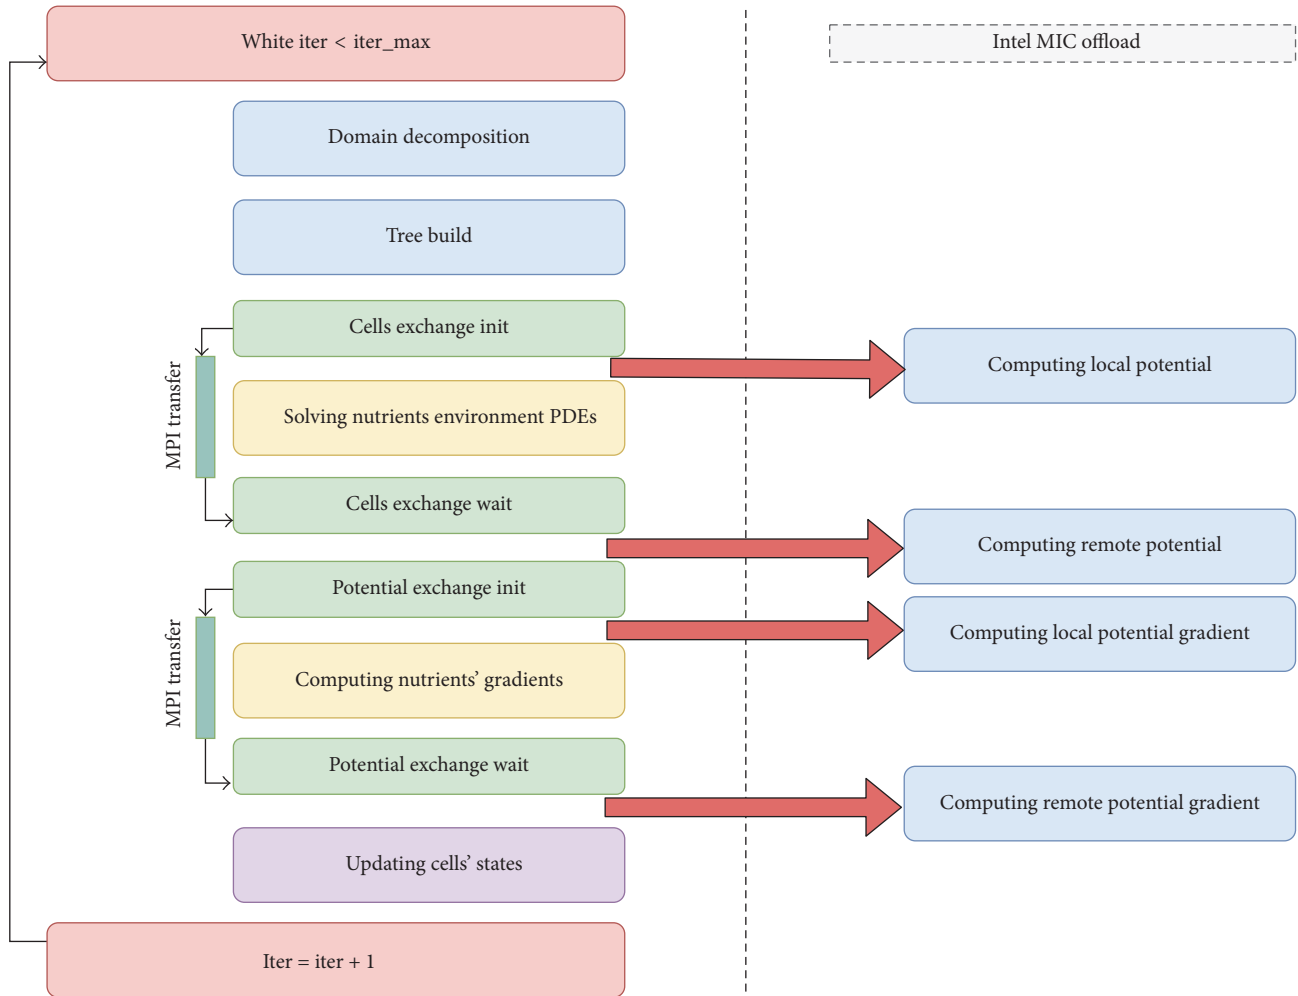 White iter < iter_max
Intel MIC offload
Domain decomposition
Tree build
Cells exchange init
Computing local potential
MPI transfer
Solving nutrients environment PDEs
Cells exchange wait
Computing remote potential
Potential exchange init
Computing local potential gradient
MPI transfer
Computing nutrients’ gradients
Potential exchange wait
Computing remote potential gradient
Updating cells’ states
Iter = iter + 1